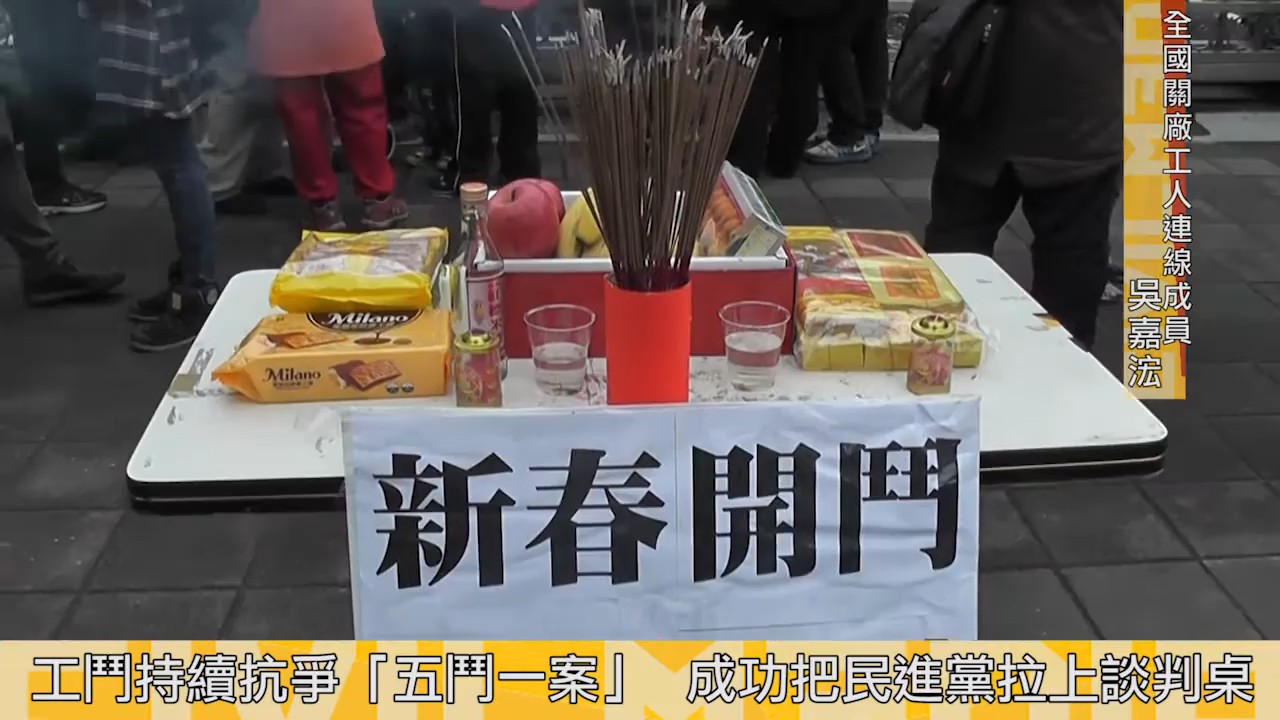 全國關廠工人連線成員
吳嘉浤
Milano
Milano
新春開鬥
工鬥持續抗爭「五鬥一案」 成功把民進黨拉上談判桌